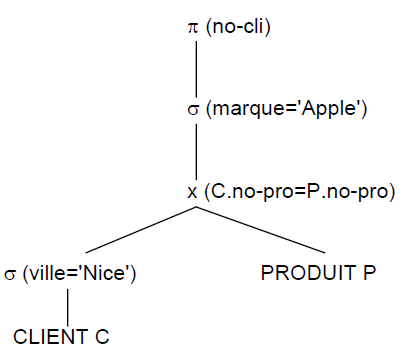 π (no-cli)
σ (marque='Apple')
x (C.no-pro=P.no-pro)
σ (ville='Nice')
PRODUIT P
CLIENT C